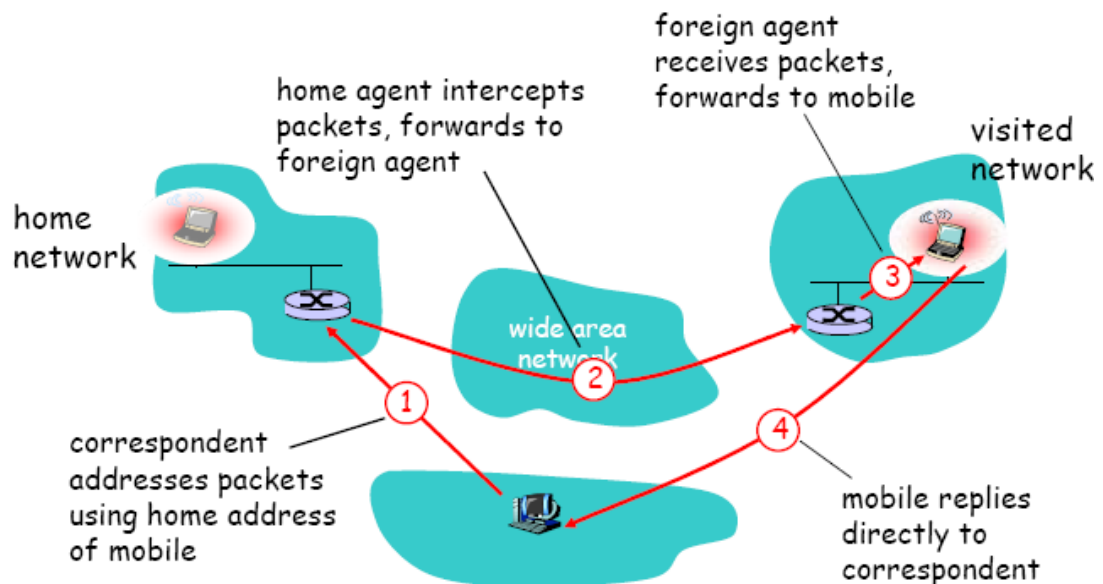 foreign agent
receives packets,
forwards to mobile
home agent intercepts
packets, forwards to
foreign agent
visited
network
home
network
3
wide area
network
2
1
4
correspondent
addresses packets
using home address
of mobile
mobile replies
directly to
correspondent